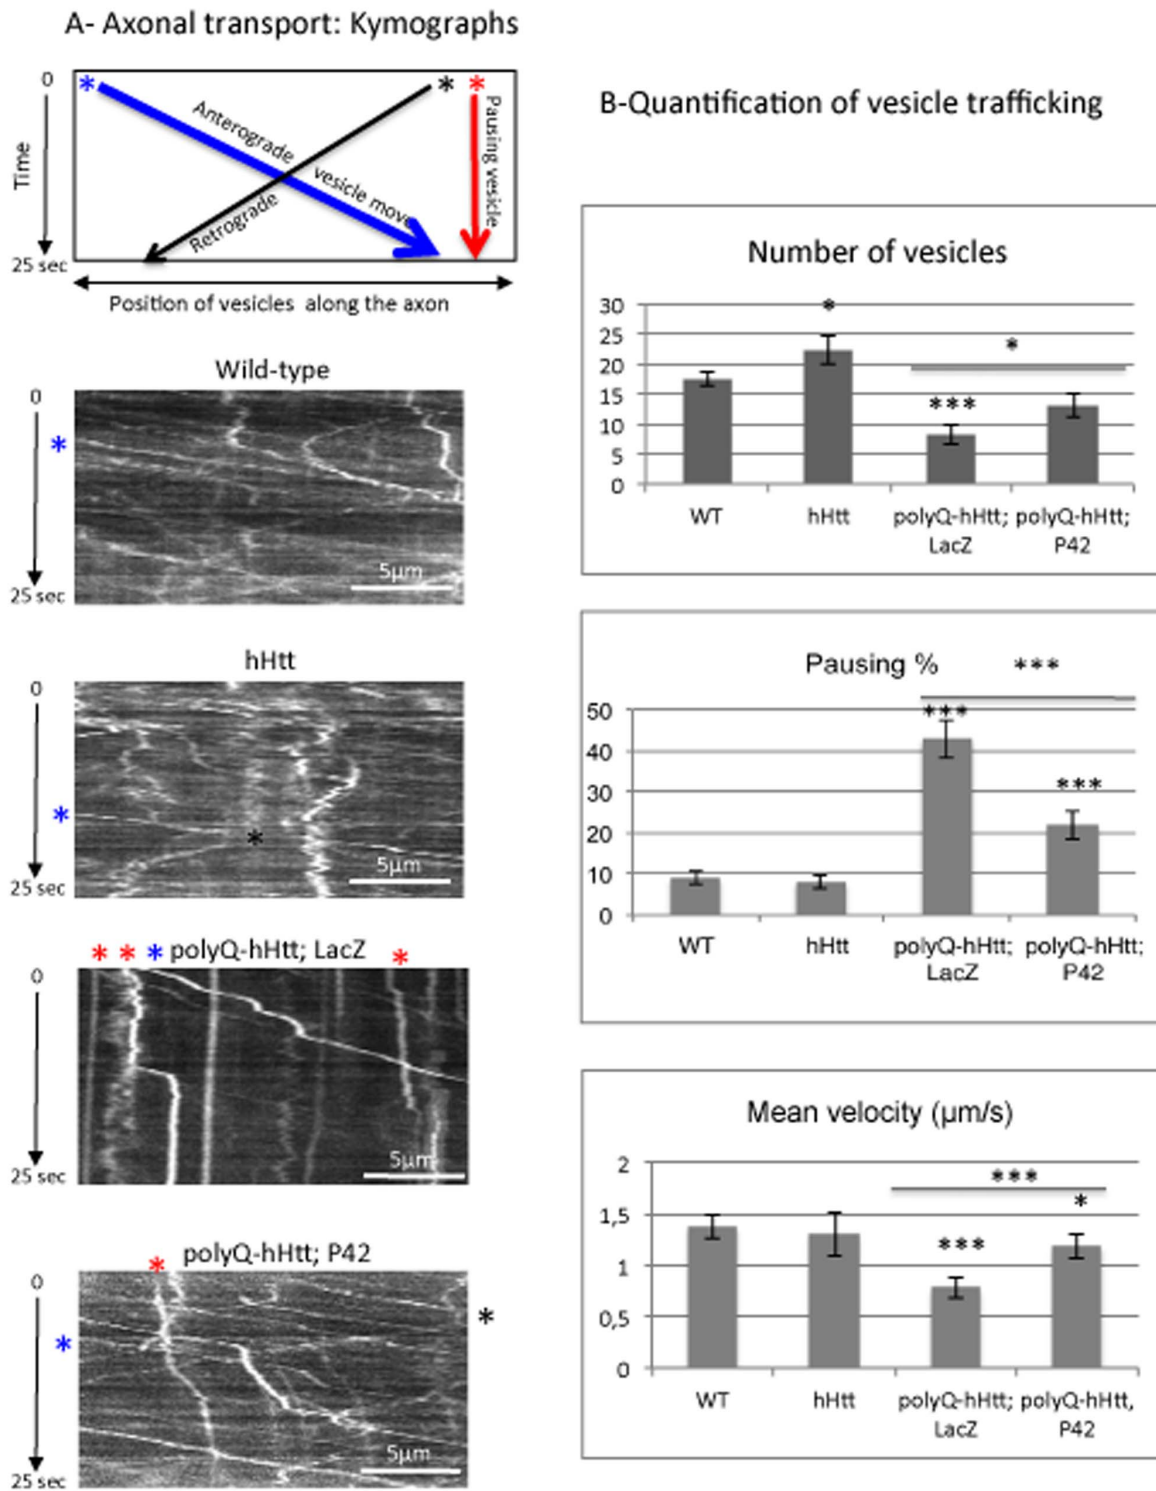 A- Axonal transport: Kymographs
0
* * *
Time
Anterograde vesicle move
Retrograde
Pausing vesicle
25 sec
Position of vesicles along the axon
Wild-type
0
*
5µm
25 sec
hHtt
0
*
*
5µm
25 sec
* * * polyQ-hHtt; LacZ *
0
5µm
25 sec
polyQ-hHtt; P42
*
0
*
*
5µm
25 sec
B-Quantification of vesicle trafficking
Number of vesicles
30
25
20
15
10
5
0
*
***
*
WT
hHtt
polyQ-hHtt;
LacZ
polyQ-hHtt;
P42
Pausing %
***
50
40
30
20
10
0
***
***
WT
hHtt
polyQ-hHtt;
LacZ
polyQ-hHtt;
P42
Mean velocity (µm/s)
2
1,5
1
0,5
0
***
*
***
WT
hHtt
polyQ-hHtt;
LacZ
polyQ-hHtt,
P42